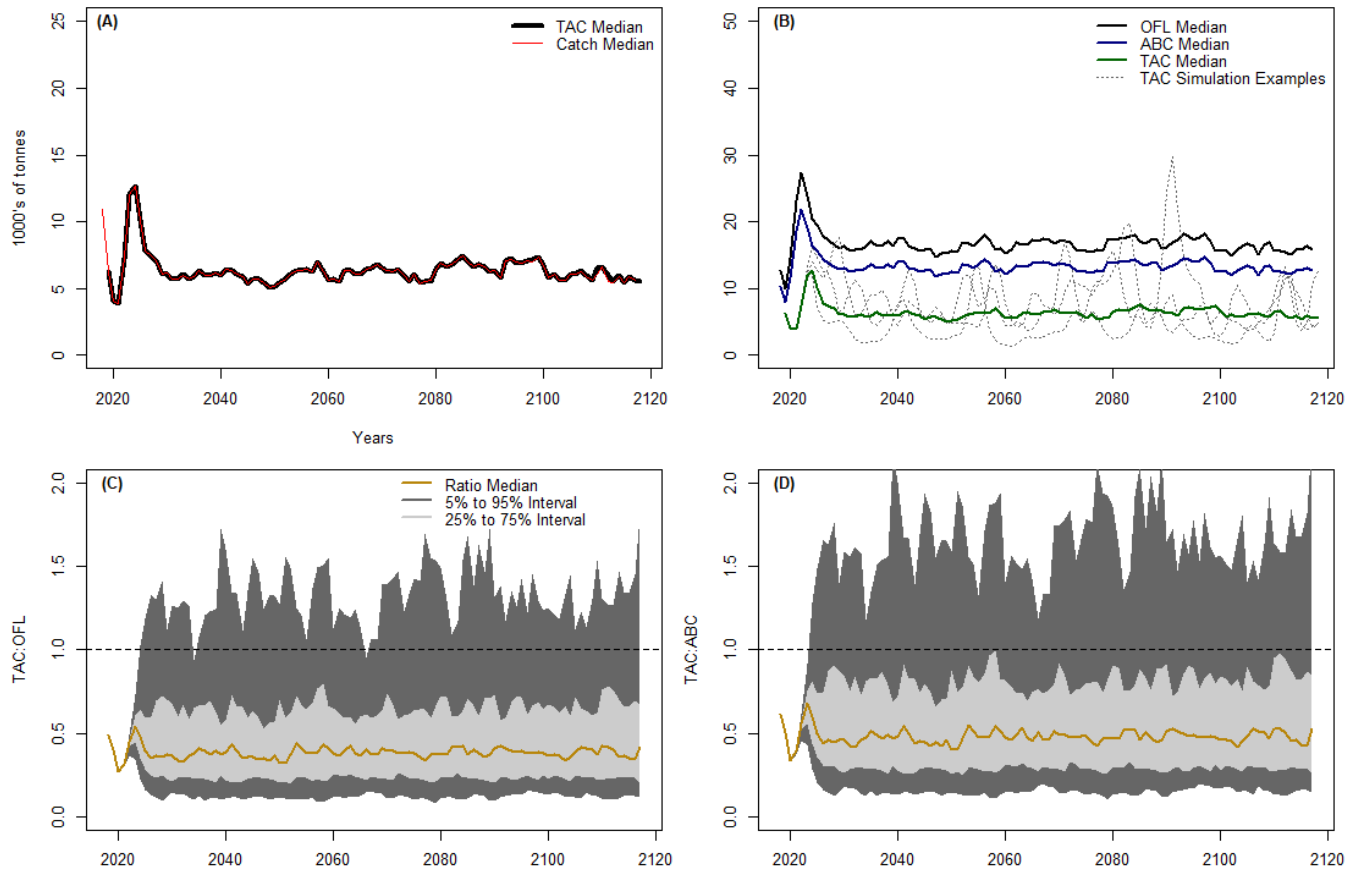 (A)
TAC Median
Catch Median
1000's of tonnes
25
20
15
10
5
0
2020
2040
2060
2080
2100
2120
Years
(B)
OFL Median
ABC Median
TAC Median
TAC Simulation Examples
50
40
30
20
10
0
2020
2040
2060
2080
2100
2120
(C)
Ratio Median
5% to 95% Interval
25% to 75% Interval
TAC:OFL
2.0
1.5
1.0
0.5
0.0
2020
2040
2060
2080
2100
2120
(D)
TAC:ABC
2.0
1.5
1.0
0.5
0.0
2020
2040
2060
2080
2100
2120